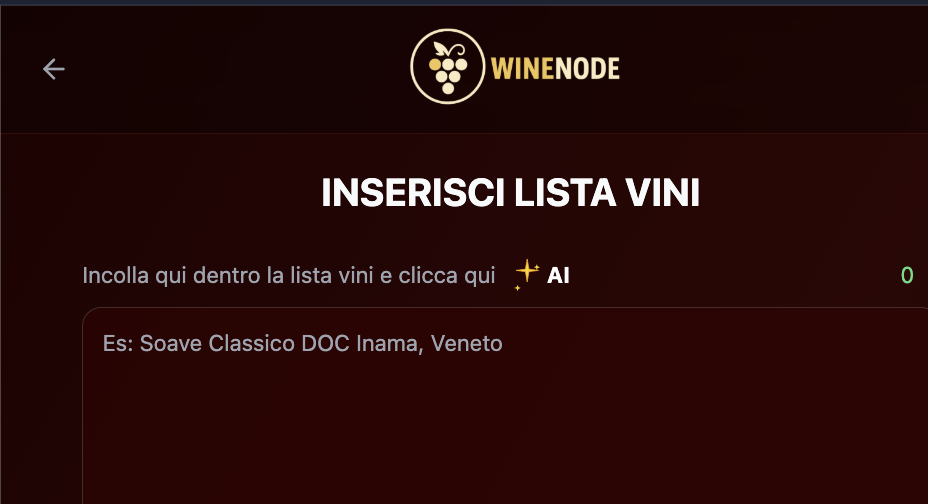 WINENODE
INSERISCI LISTA VINI
Incolla qui dentro la lista vini e clicca qui ✨ AI 0
Es: Soave Classico DOC Inama, Veneto